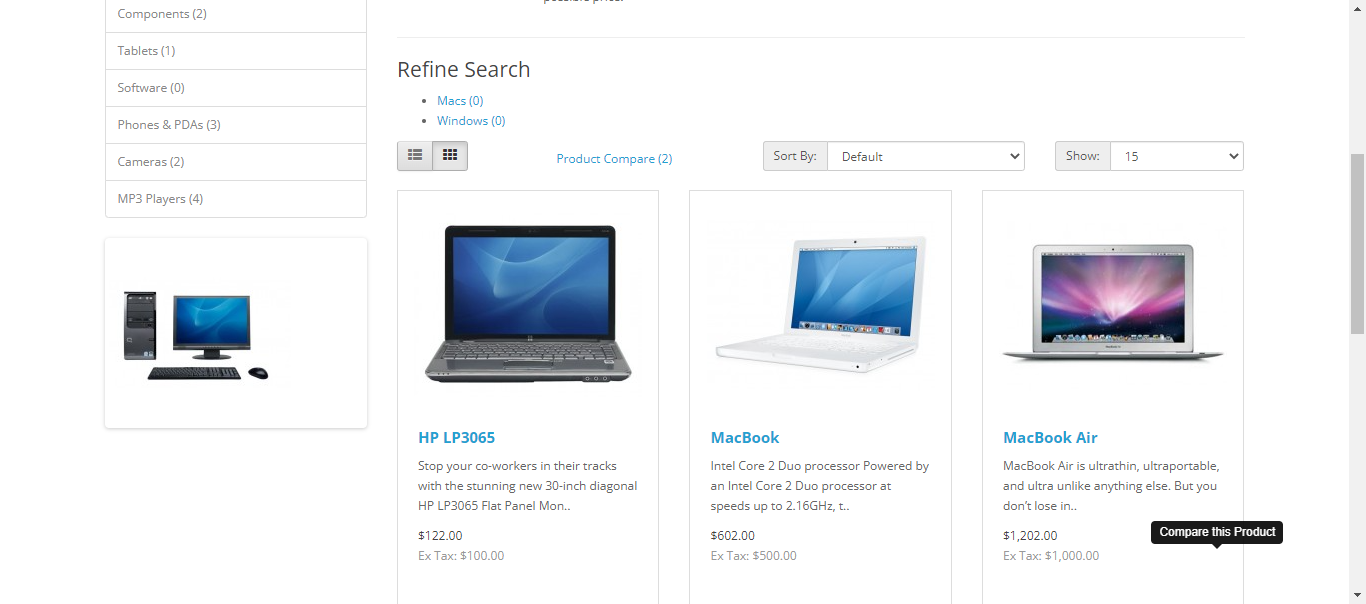 possible price.
Components (2)
Tablets (1)
Software (0)
Phones & PDAs (3)
Cameras (2)
MP3 Players (4)
Refine Search
Macs (0)
Windows (0)
Product Compare (2)
Sort By:
Default
Show:
15
HP LP3065
Stop your co-workers in their tracks
with the stunning new 30-inch diagonal
HP LP3065 Flat Panel Mon..
$122.00
Ex Tax: $100.00
MacBook
Intel Core 2 Duo processor Powered by
an Intel Core 2 Duo processor at
speeds up to 2.16GHz, t..
$602.00
Ex Tax: $500.00
MacBook Air
MacBook Air is ultrathin, ultraportable,
and ultra unlike anything else. But you
don’t lose in..
$1,202.00
Ex Tax: $1,000.00
Compare this Product